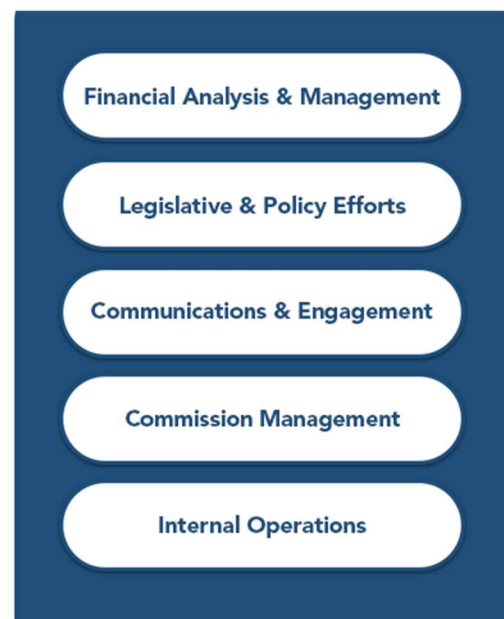 Financial Analysis & Management
Legislative & Policy Efforts
Communications & Engagement
Commission Management
Internal Operations